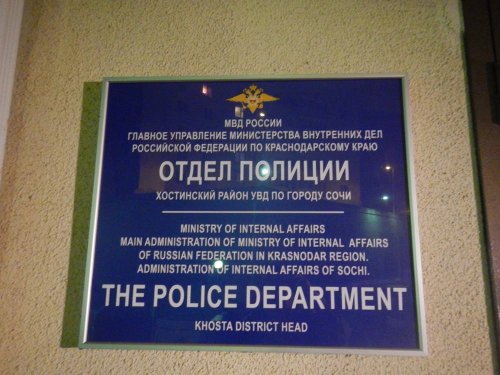 МВД РОССИИ
ГЛАВНОЕ УПРАВЛЕНИЕ МИНИСТЕРСТВА ВНУТРЕННИХ ДЕЛ
РОССИЙСКОЙ ФЕДЕРАЦИИ ПО КРАСНОДАРСКОМУ КРАЮ
ОТДЕЛ ПОЛИЦИИ
ХОСТИНСКИЙ РАЙОН УВД ПО ГОРОДУ СОЧИ
MINISTRY OF INTERNAL AFFAIRS
MAIN ADMINISTRATION OF MINISTRY OF INTERNAL AFFAIRS
OF RUSSIAN FEDERATION IN KRASNODAR REGION.
ADMINISTRATION OF INTERNAL AFFAIRS OF SOCHI.
THE POLICE DEPARTMENT
KHOSTA DISTRICT HEAD